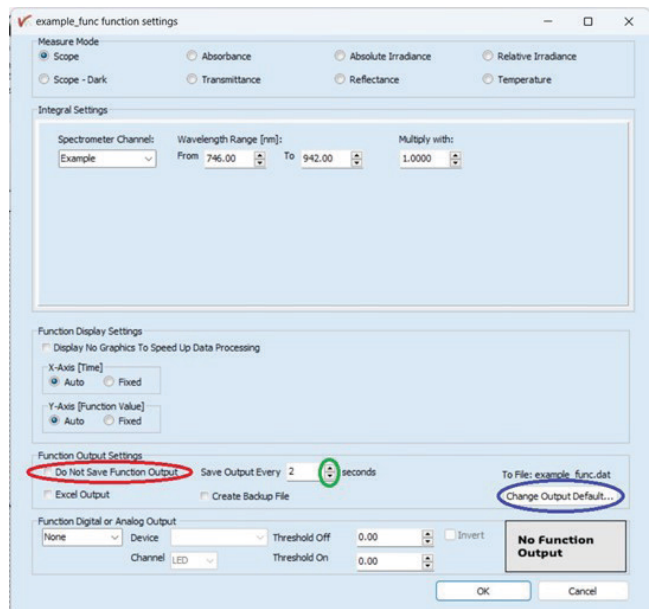 example_func function settings
Measure Mode
Scope Absorbance Absolute Irradiance Relative Irradiance
Scope - Dark Transmittance Reflectance Temperature
Integral Settings
Spectrometer Channel: Wavelength Range [nm]: Multiply with:
Example From 746.00 To 942.00 1.0000
Function Display Settings
Display No Graphics To Speed Up Data Processing
X-Axis [Time]
Auto Fixed
Y-Axis [Function Value]
Auto Fixed
Function Output Settings
Do Not Save Function Output Save Output Every 2 seconds To File: example_func.dat
Excel Output Create Backup File Change Output Default...
Function Digital or Analog Output
None Device Threshold Off 0.00 Invert No Function
Channel LED Threshold On 0.00 Output
OK Cancel